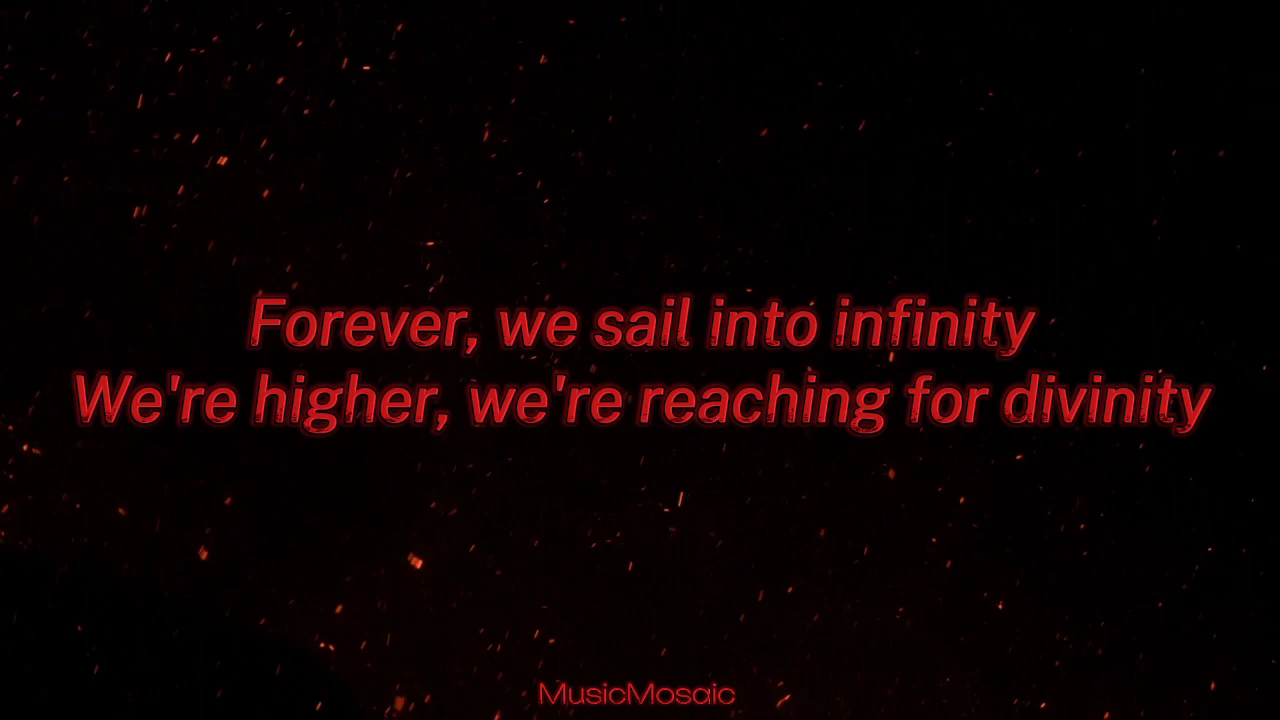 Forever, we sail into infinity
We're higher, we're reaching for divinity
MusicMosaic